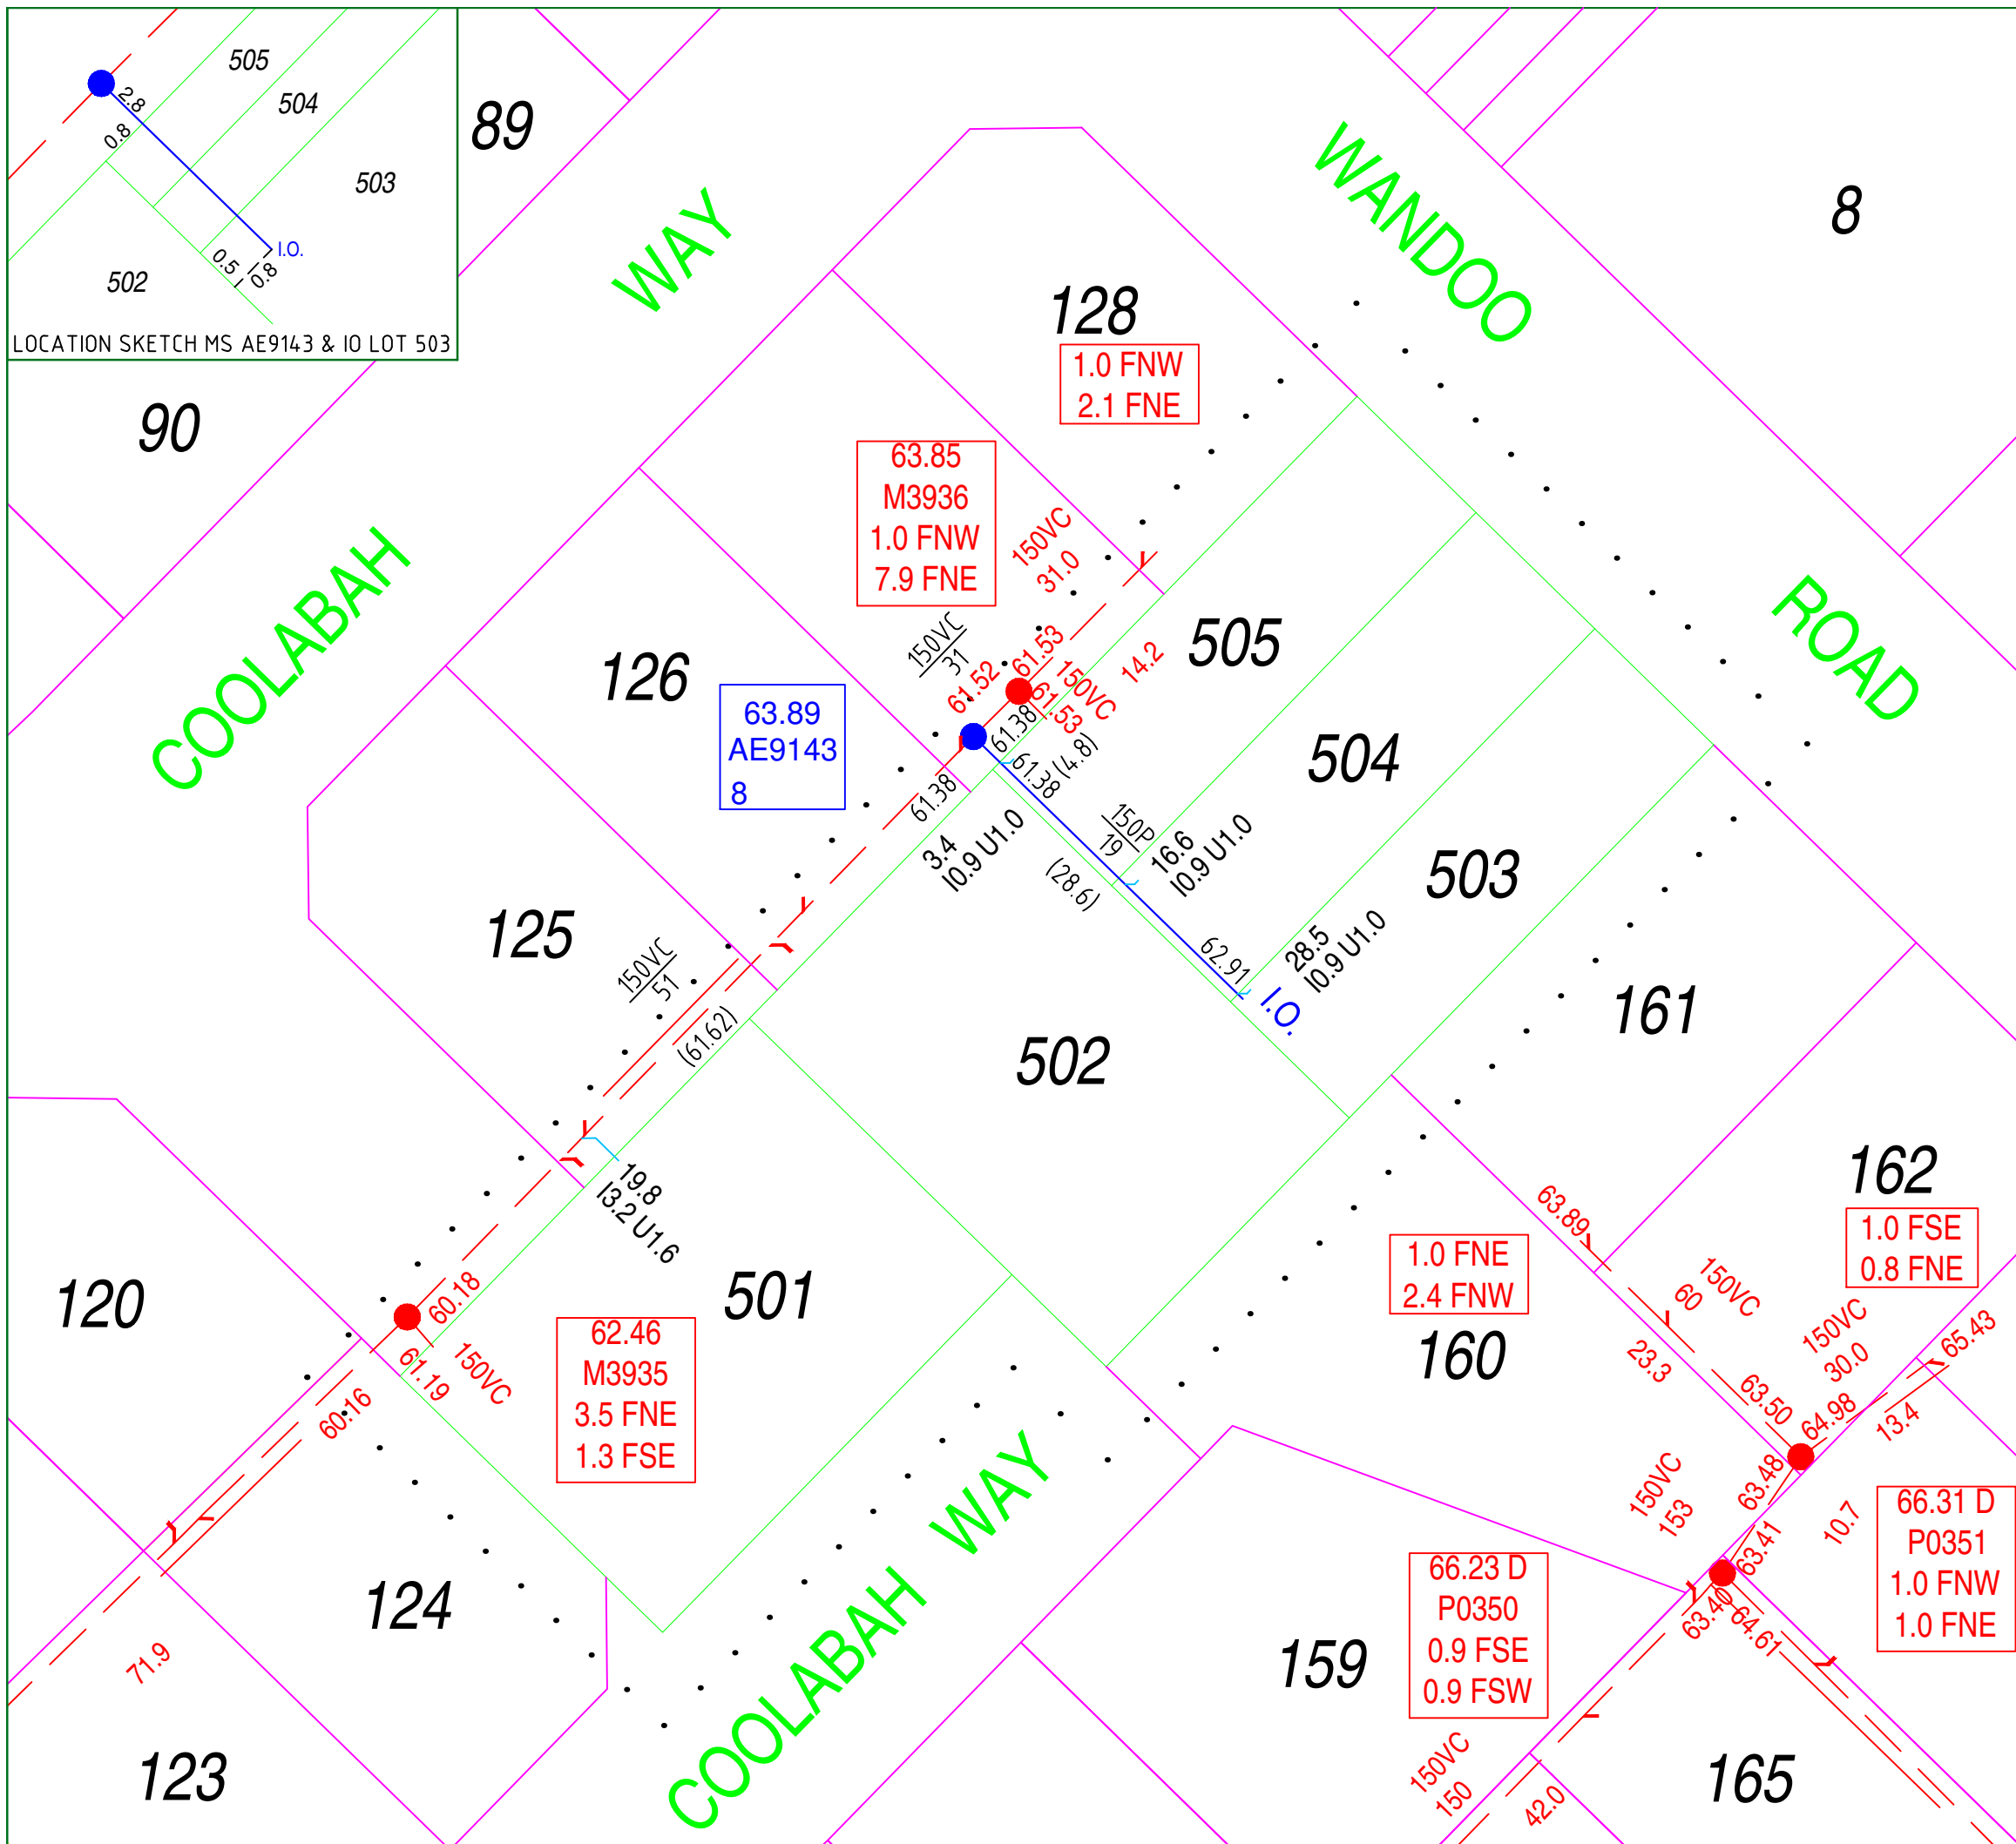 505
504
503
502
2.8
0.8
I.O.
0.5
0.8
LOCATION SKETCH MS AE9143 & IO LOT 503
89
90
8
WAY
WANDOO
ROAD
COOLABAH
128
1.0 FNW
2.1 FNE
63.85
M3936
1.0 FNW
7.9 FNE
150VC
31.0
150VC
31
61.52
61.53
61.53
150VC
14.2
505
126
63.89
AE9143
8
61.38
61.38
61.38 (4.8)
504
3.4
I0.9 U1.0
150P
19
16.6
I0.9 U1.0
(28.6)
503
125
150VC
51
62.91
28.5
I0.9 U1.0
I.O.
(61.62)
502
161
162
19.8
I3.2 U1.6
63.89
1.0 FSE
0.8 FNE
1.0 FNE
2.4 FNW
150VC
60
120
60.18
501
61.19
150VC
62.46
M3935
3.5 FNE
1.3 FSE
160
23.3
150VC
30.0
65.43
63.50
64.98
13.4
60.16
COOLABAH WAY
150VC
153
63.48
63.41
10.7
66.31 D
P0351
1.0 FNW
1.0 FNE
66.23 D
P0350
0.9 FSE
0.9 FSW
63.40
64.61
124
71.9
159
123
150VC
150
42.0
165